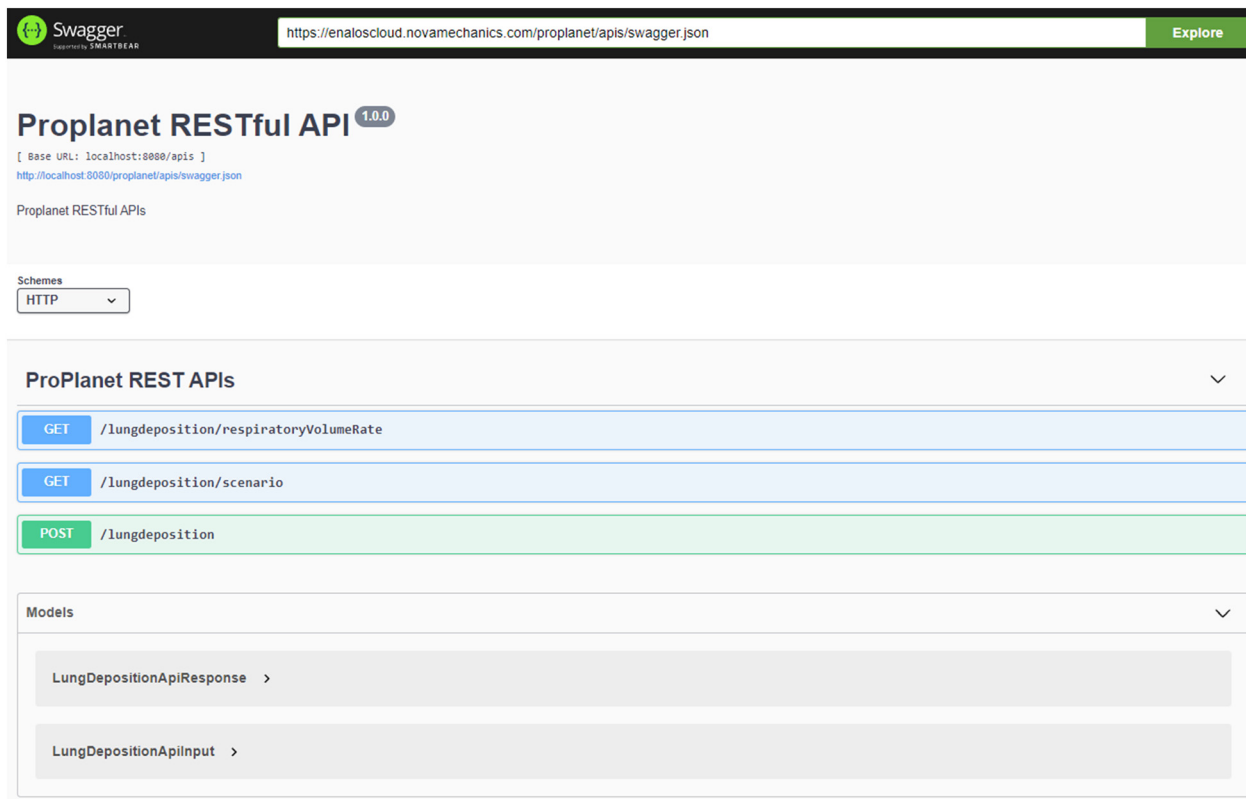 Swagger
Supported by SMARTBEAR
https://enaloscloud.novamechanics.com/proplanet/apis/swagger.json
Explore
Proplanet RESTful API 1.0.0
[ Base URL: localhost:8080/apis ]
http://localhost:8080/proplanet/apis/swagger.json
Proplanet RESTful APIs
Schemes
HTTP
ProPlanet REST APIs
GET /lungdeposition/respiratoryVolumeRate
GET /lungdeposition/scenario
POST /lungdeposition
Models
LungDepositionApiResponse
LungDepositionApiInput